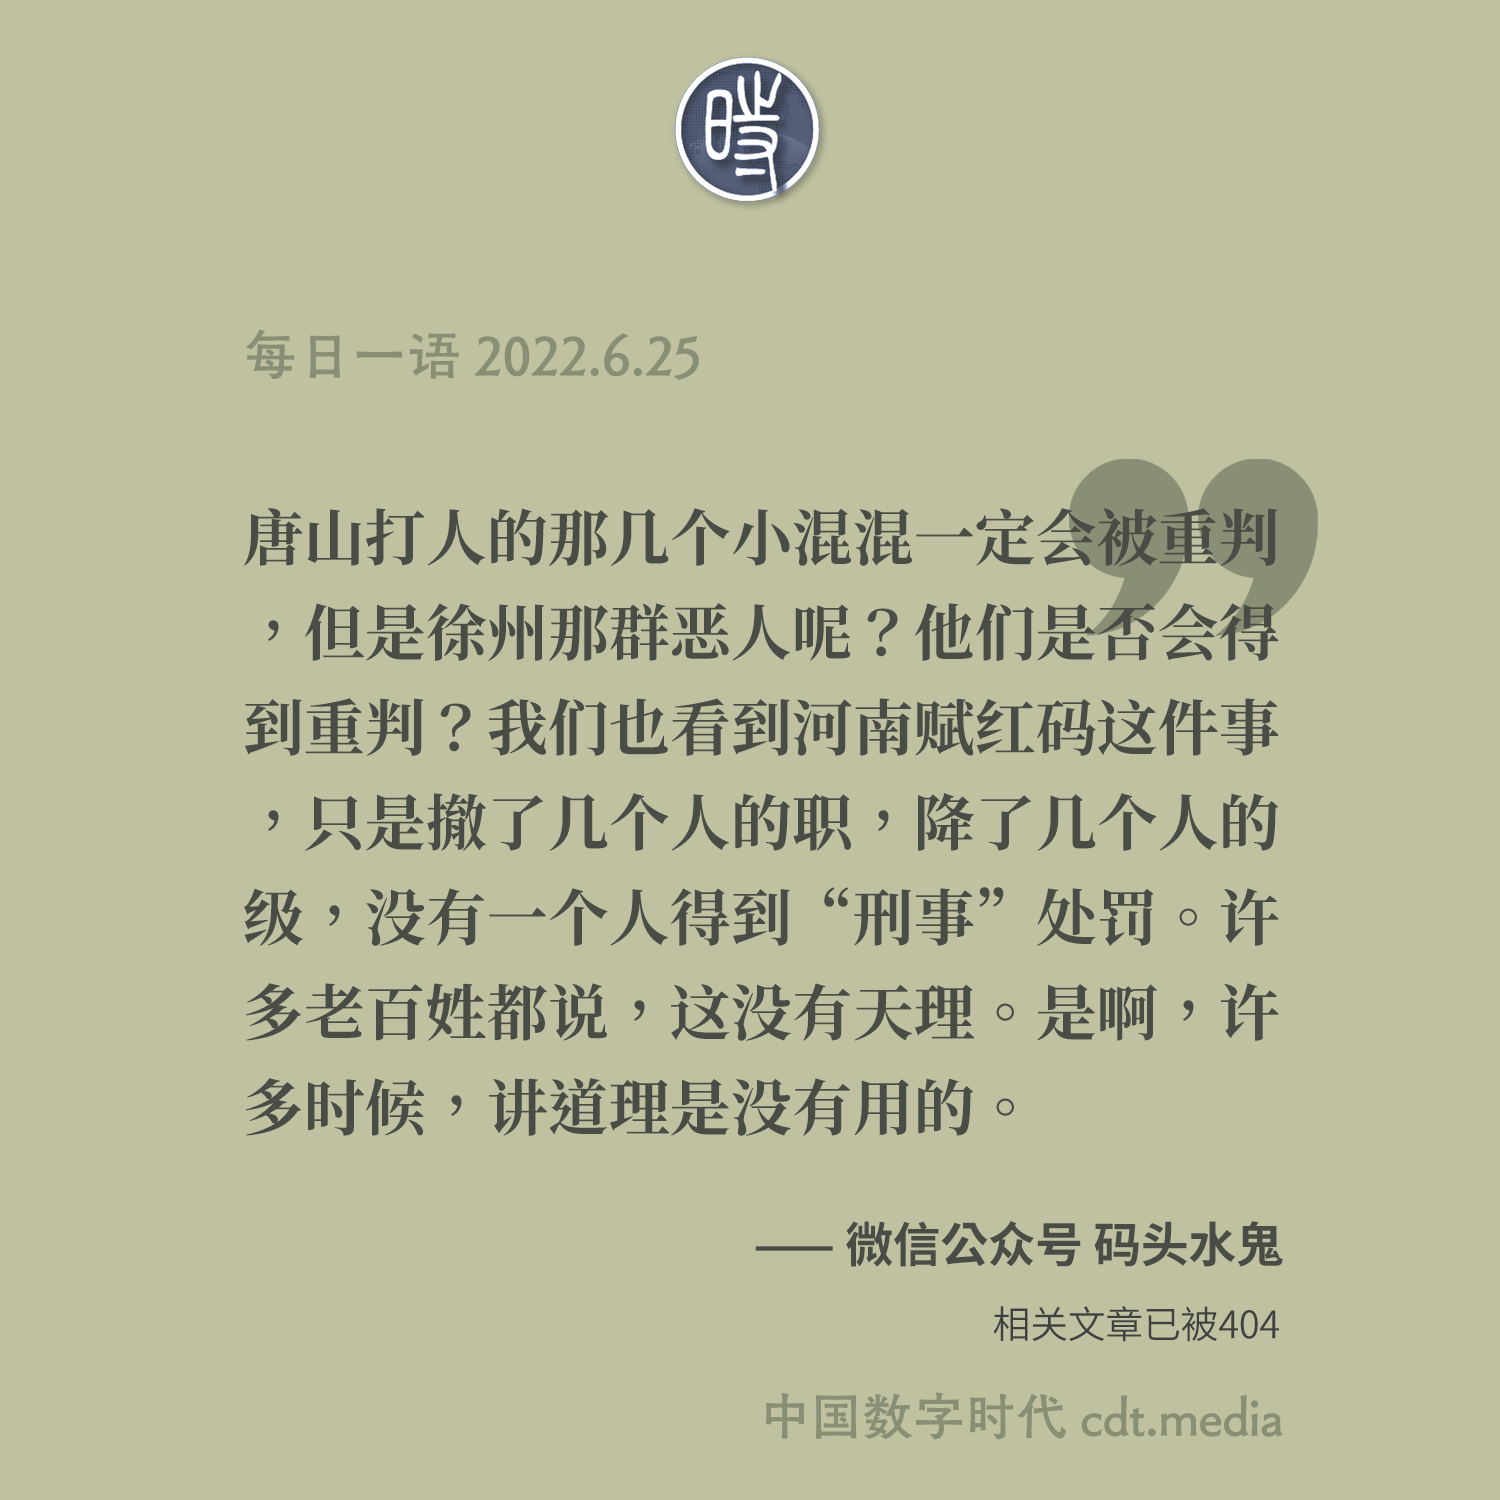 時
每日一语 2022.6.25
唐山打人的那几个小混混一定会被重判
，但是徐州那群恶人呢？他们是否会得
到重判？我们也看到河南赋红码这件事
，只是撤了几个人的职，降了几个人的
级，没有一个人得到“刑事”处罚。许
多老百姓都说，这没有天理。是啊，许
多时候，讲道理是没有用的。
—— 微信公众号 码头水鬼
相关文章已被404
中国数字时代 cdt.media